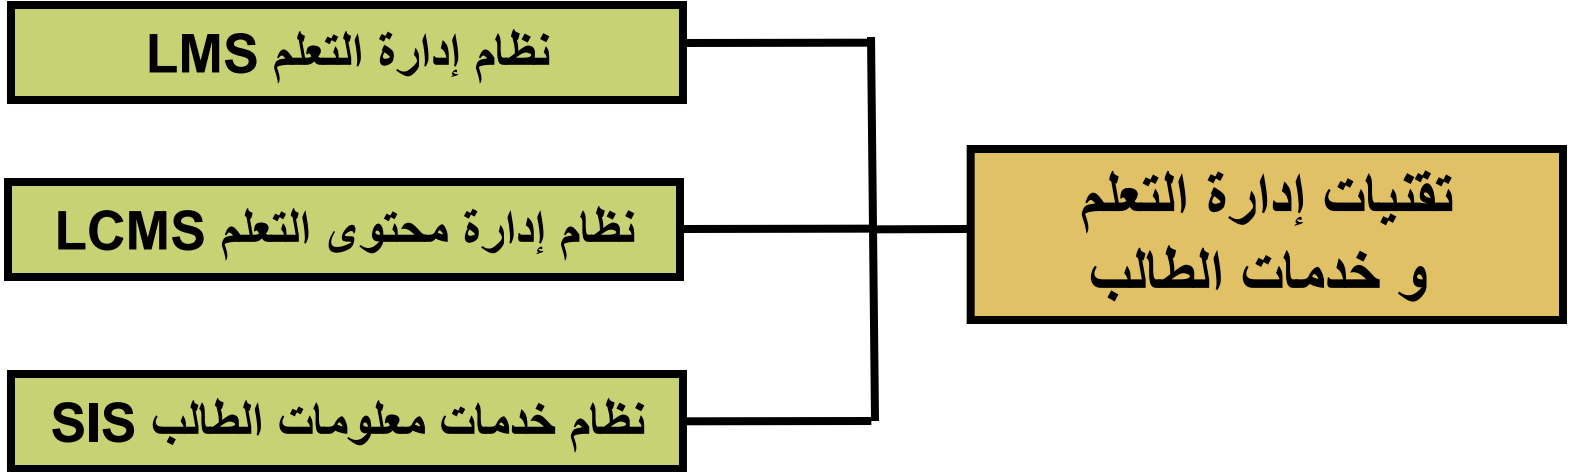 تقنيات إدارة التعلم
و خدمات الطالب
نظام إدارة التعلم LMS
نظام إدارة محتوى التعلم LCMS
نظام خدمات معلومات الطالب SIS